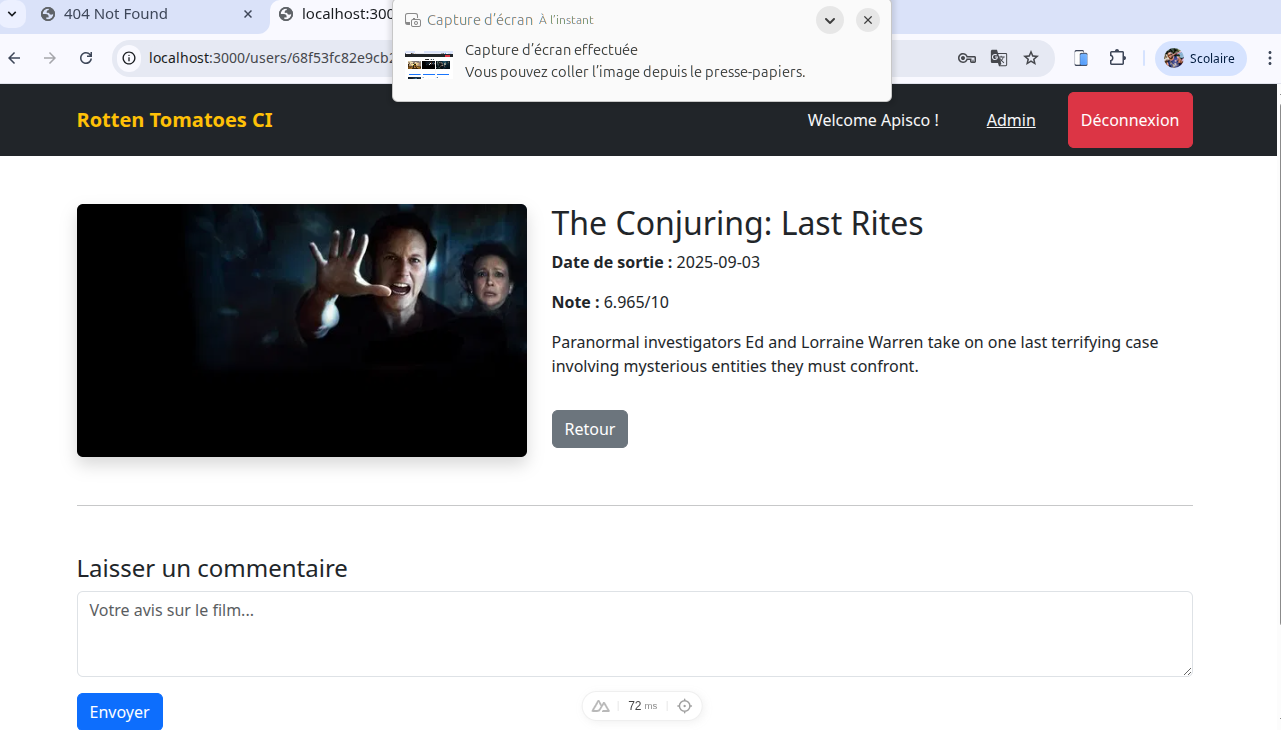 404 Not Found
localhost:300
Capture d'écran À l'instant
Capture d'écran effectuée
Vous pouvez coller l'image depuis le presse-papiers.
localhost:3000/users/68f53fc82e9cb2
Scolaire
Rotten Tomatoes CI
Welcome Apisco !
Admin
Déconnexion
The Conjuring: Last Rites
Date de sortie : 2025-09-03
Note : 6.965/10
Paranormal investigators Ed and Lorraine Warren take on one last terrifying case
involving mysterious entities they must confront.
Retour
Laisser un commentaire
Votre avis sur le film...
Envoyer
72 ms